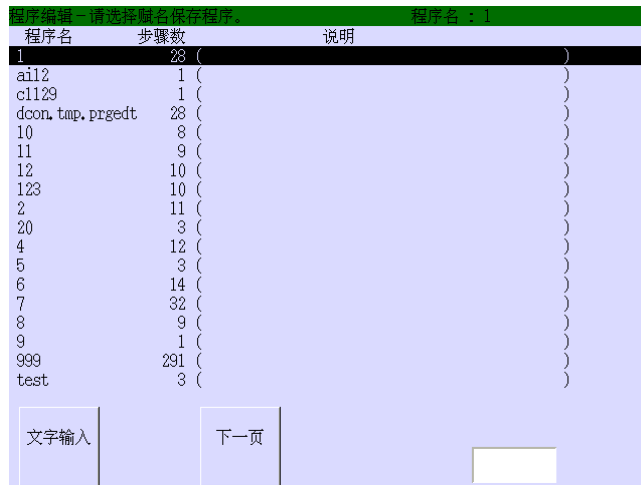 程序编辑－请选择赋名保存程序。 程序名：1
程序名 步骤数 说明
1 28 ( )
ai12 1 ( )
c1129 1 ( )
dcon.tmp.prgedt 28 ( )
10 8 ( )
11 9 ( )
12 10 ( )
123 10 ( )
2 11 ( )
20 3 ( )
4 12 ( )
5 3 ( )
6 14 ( )
7 32 ( )
8 9 ( )
9 1 ( )
999 291 ( )
test 3 ( )
文字输入 下一页